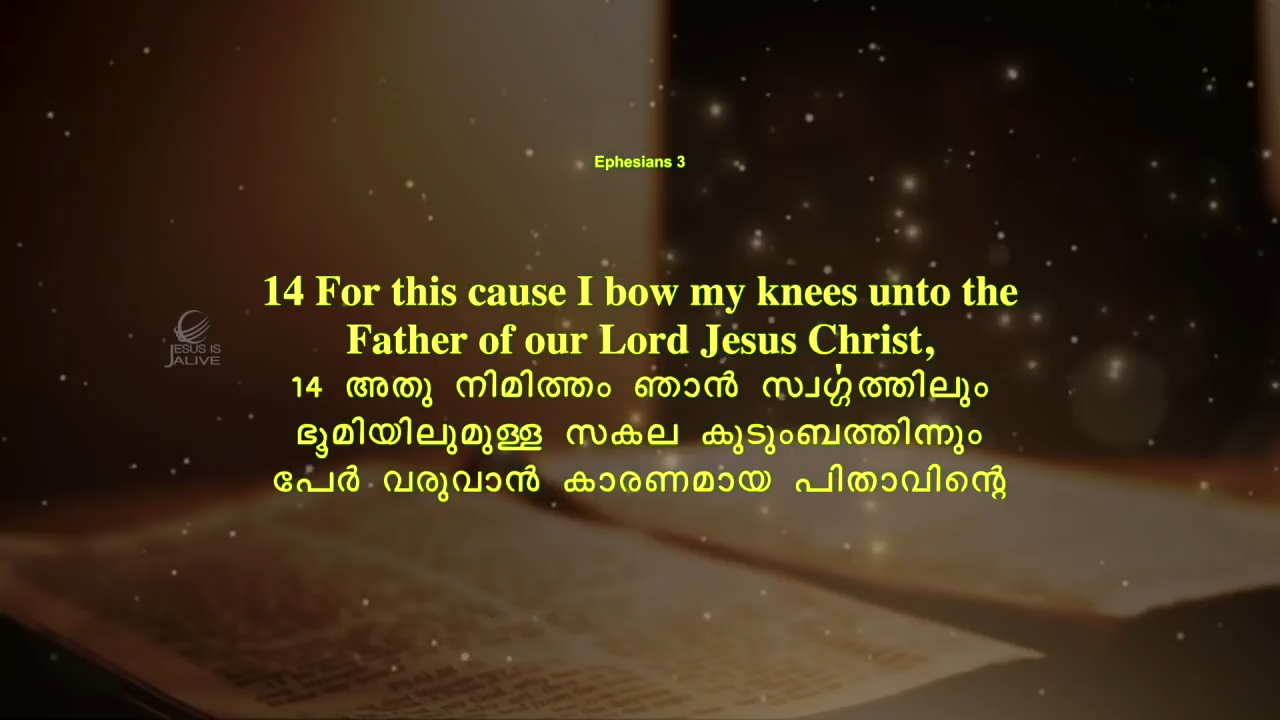 Ephesians 3
14 For this cause I bow my knees unto the
Father of our Lord Jesus Christ,
JESUS IS
ALIVE
14 അതു നിമിത്തം ഞാൻ സ്വൎഗ്ഗത്തിലും
ഭൂമിയിലുമുള്ള സകല കുടുംബത്തിന്നും
പേർ വരുവാൻ കാരണമായ പിതാവിന്റെ